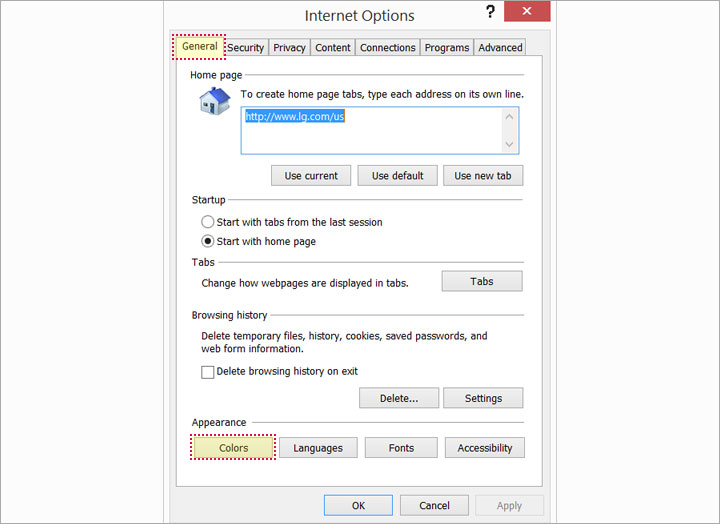 Internet Options
?
General Security Privacy Content Connections Programs Advanced
Home page
To create home page tabs, type each address on its own line.
http://www.lg.com/us
Use current Use default Use new tab
Startup
Start with tabs from the last session
Start with home page
Tabs
Change how webpages are displayed in tabs. Tabs
Browsing history
Delete temporary files, history, cookies, saved passwords, and
web form information.
Delete browsing history on exit
Delete... Settings
Appearance
Colors Languages Fonts Accessibility
OK Cancel Apply